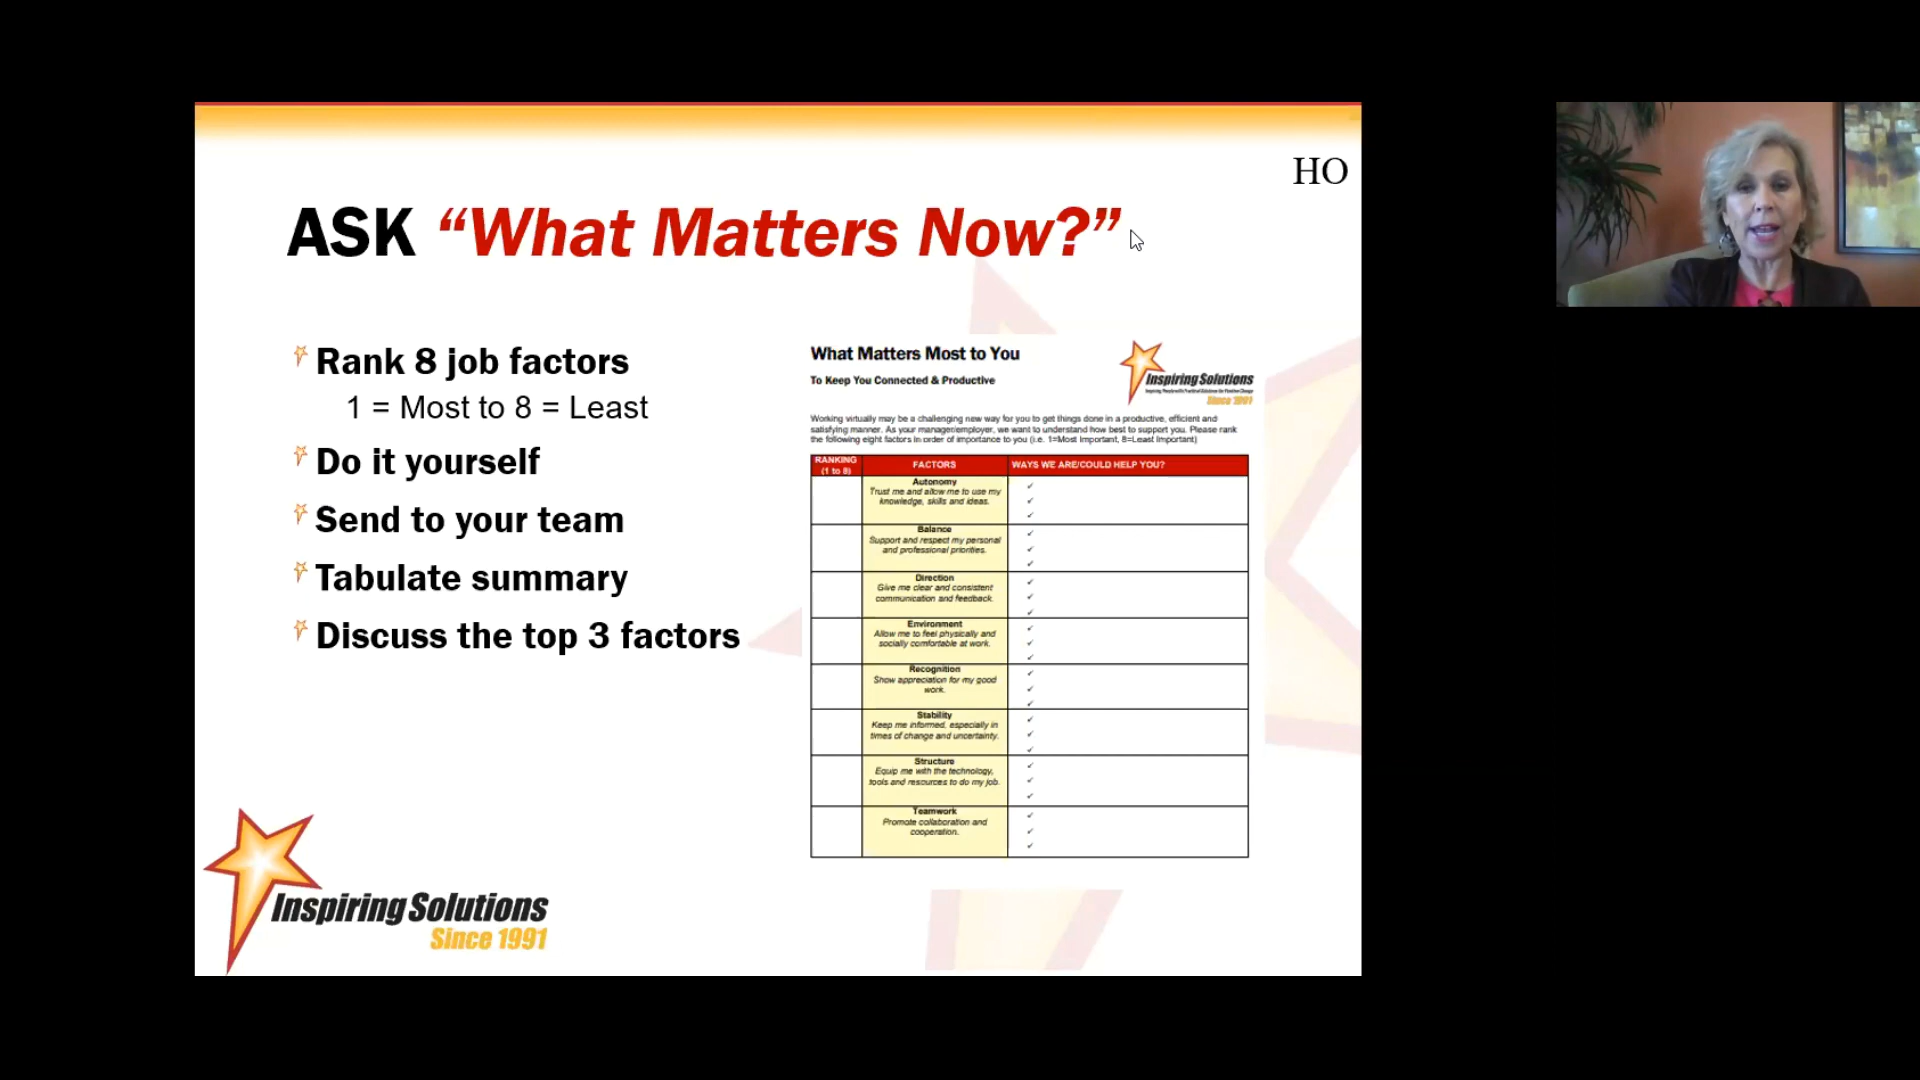 HO
ASK “What Matters Now?”
Rank 8 job factors
1 = Most to 8 = Least
Do it yourself
Send to your team
Tabulate summary
Discuss the top 3 factors
Inspiring Solutions
Since 1991
What Matters Most to You
To Keep You Connected & Productive
Inspiring Solutions
Since 1991
Working virtually may be a challenging new way for you to get things done in a productive, efficient and
satisfying manner. As your manager/employer, we want to understand how best to support you. Please rank
the following eight factors in order of importance to you (i.e. 1=Most Important, 8=Least Important)
RANKING
(1 to 8)
FACTORS
WAYS WE ARE/COULD HELP YOU?
Autonomy
Trust me and allow me to use my
knowledge, skills and ideas.
Balance
Support and respect my personal
and professional priorities.
Direction
Give me clear and consistent
communication and feedback.
Environment
Allow me to feel physically and
socially comfortable at work.
Recognition
Show appreciation for my good
work.
Stability
Keep me informed, especially in
times of change and uncertainty.
Structure
Equip me with the technology,
tools and resources to do my job.
Teamwork
Promote collaboration and
cooperation.